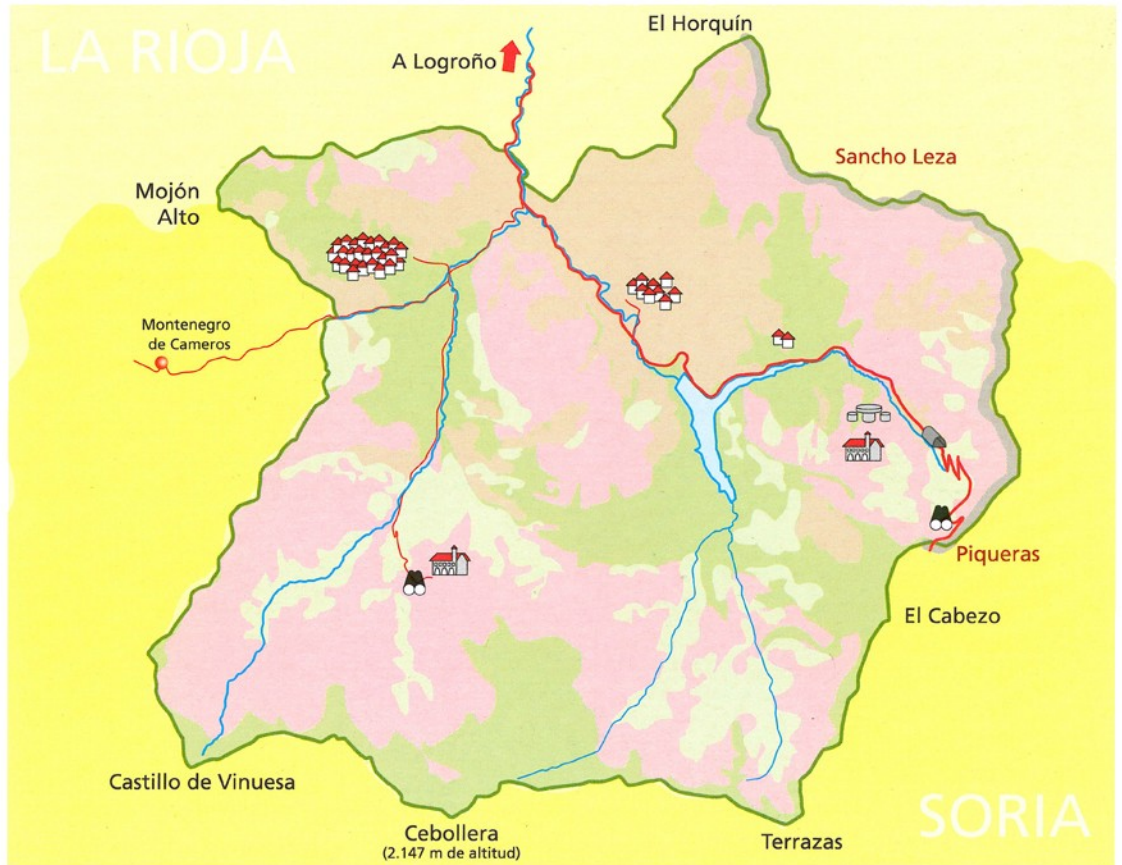 LA RIOJA
El Horquín
A Logroño
Sancho Leza
Mojón
Alto
Montenegro
de Cameros
Piqueras
El Cabezo
Castillo de Vinuesa
SORIA
Cebollera
(2.147 m de altitud)
Terrazas